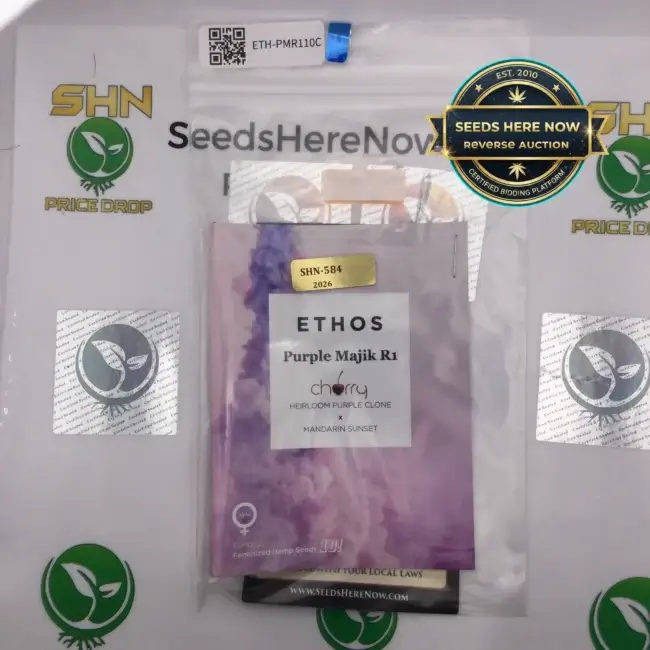 ETH-PMR110C
EST. 2010
SEEDS HERE NOW
REVERSE AUCTION
CERTIFIED BIDDING PLATFORM
SHN
PRICE DROP
SeedsHereNow
SH
PRICE DROP
SHN-584
2026
ETHOS
Purple Majik R1
cherry
HEIRLOOM PURPLE CLONE
x
MANDARIN SUNSET
Feminized Hemp Seeds 10!
YOUR LOCAL LAWS
WWW.SEEDSHERENOW.COM